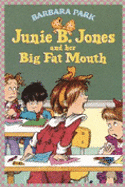 BARBARA PARK
Junie B. Jones
and her
Big Fat Mouth